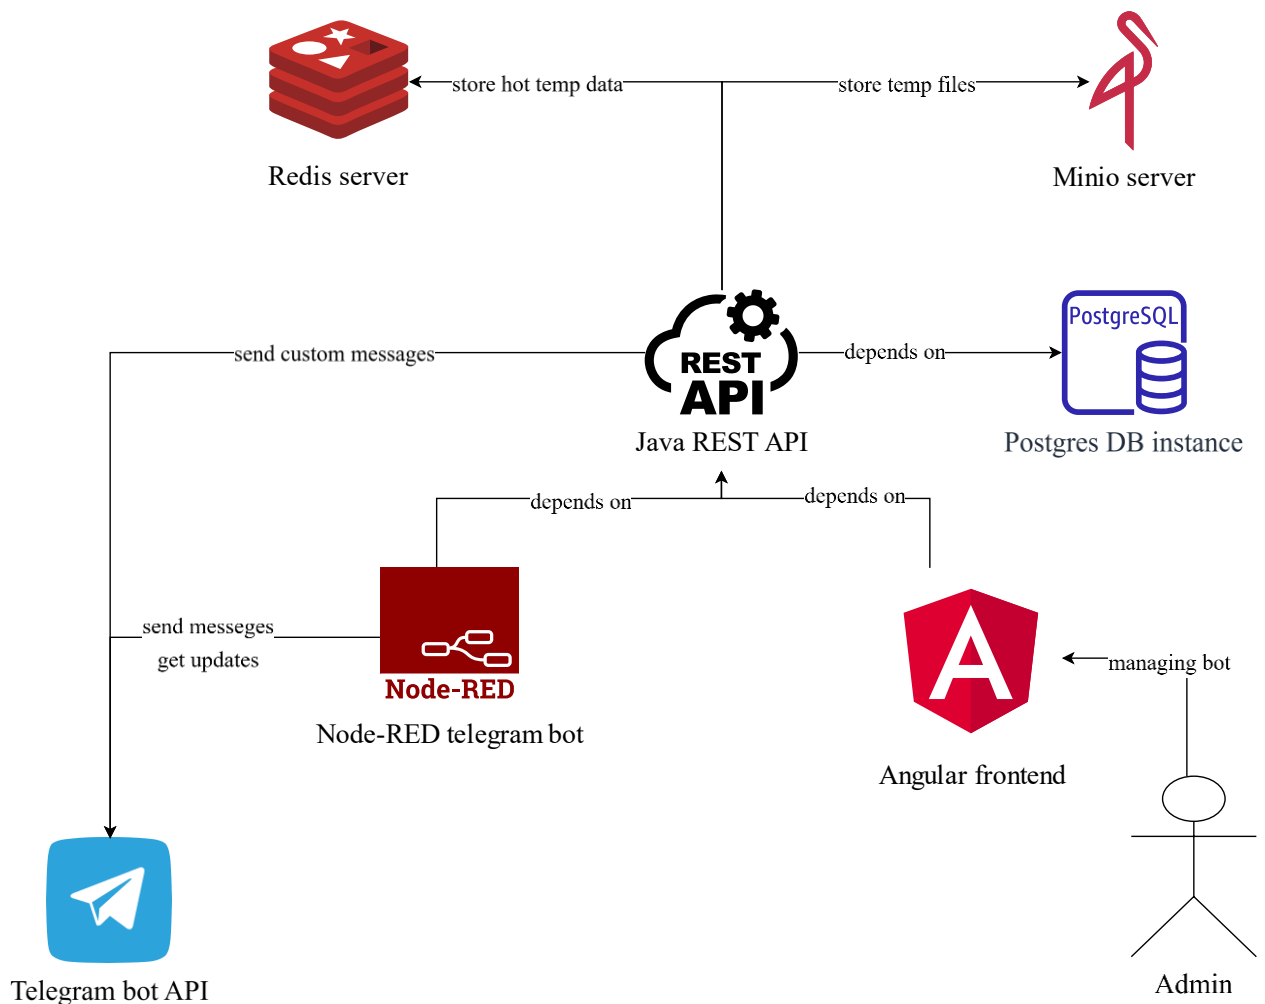 store hot temp data
store temp files
Redis server
Minio server
PostgreSQL
send custom messages
REST
API
depends on
Java REST API
Postgres DB instance
depends on
depends on
send messeges
get updates
Node-RED
Node-RED telegram bot
managing bot
Angular frontend
Telegram bot API
Admin